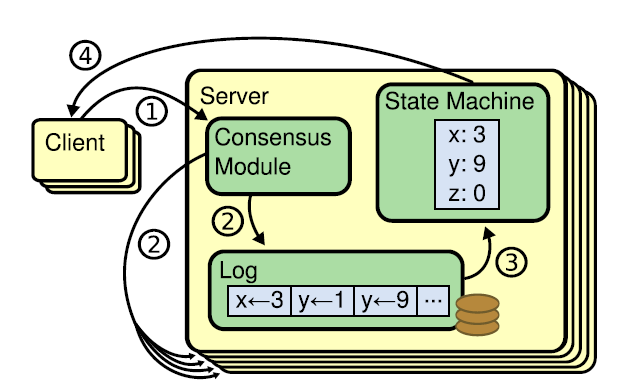 ④
①
Server
State Machine
Client
Consensus
Module
x: 3
y: 9
z: 0
②
②
③
Log
x←3 y←1 y←9 ...